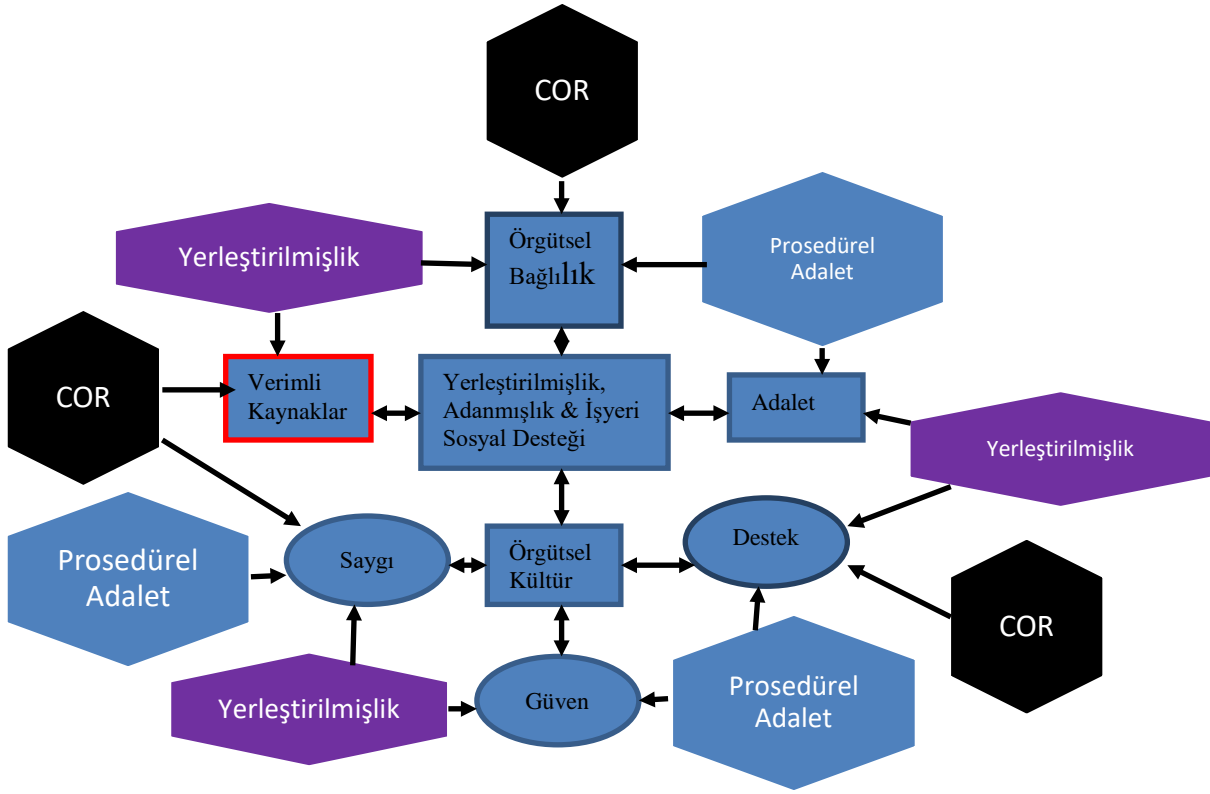 COR
Yerleştirilmişlik
Örgütsel
Bağlılık
Prosedürel
Adalet
COR
Verimli
Kaynaklar
Yerleştirilmişlik,
Adanmışlık & İşyeri
Sosyal Desteği
Adalet
Yerleştirilmişlik
Prosedürel
Adalet
Saygı
Örgütsel
Kültür
Destek
COR
Yerleştirilmişlik
Güven
Prosedürel
Adalet